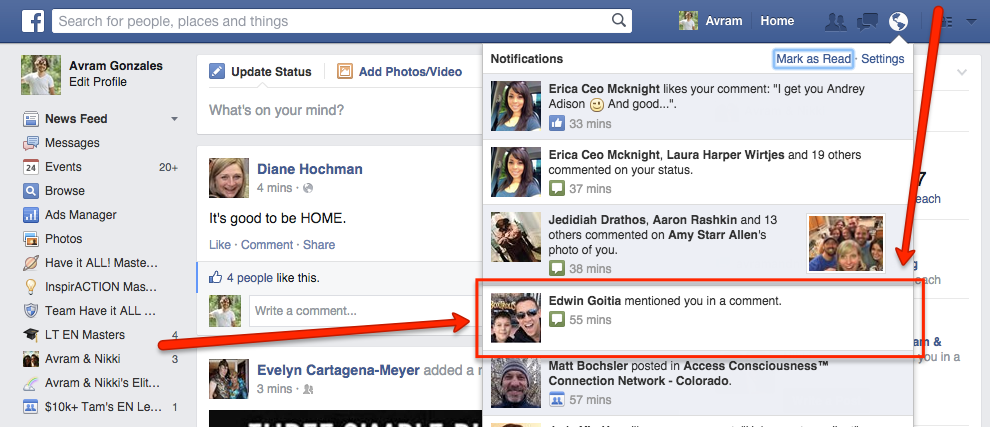 f
Search for people, places and things
Avram Home
Avram Gonzales
Edit Profile
News Feed
Messages
Events 20+
Browse
Ads Manager
Photos
Have it ALL! Maste...
InspirACTION Mas...
Team Have it ALL ...
LT EN Masters 4
Avram & Nikki 3
Avram & Nikki's Elit...
$10k+ Tam's EN Le... 1
Update Status
Add Photos/Video
What's on your mind?
Diane Hochman
4 mins ·
It's good to be HOME.
Like · Comment · Share
4 people like this.
Write a comment...
Evelyn Cartagena-Meyer added a
3 mins ·
Notifications
Mark as Read · Settings
Erica Ceo Mcknight likes your comment: "I get you Andrey
Adison 🙂 And good...".
33 mins
Erica Ceo Mcknight, Laura Harper Wirtjes and 19 others
commented on your status.
37 mins
Jedidiah Drathos, Aaron Rashkin and 13
others commented on Amy Starr Allen's
photo of you.
38 mins
Edwin Goitia mentioned you in a comment.
55 mins
Matt Bochsler posted in Access Consciousness™
Connection Network - Colorado.
57 mins
7
each
each
m &
you in a